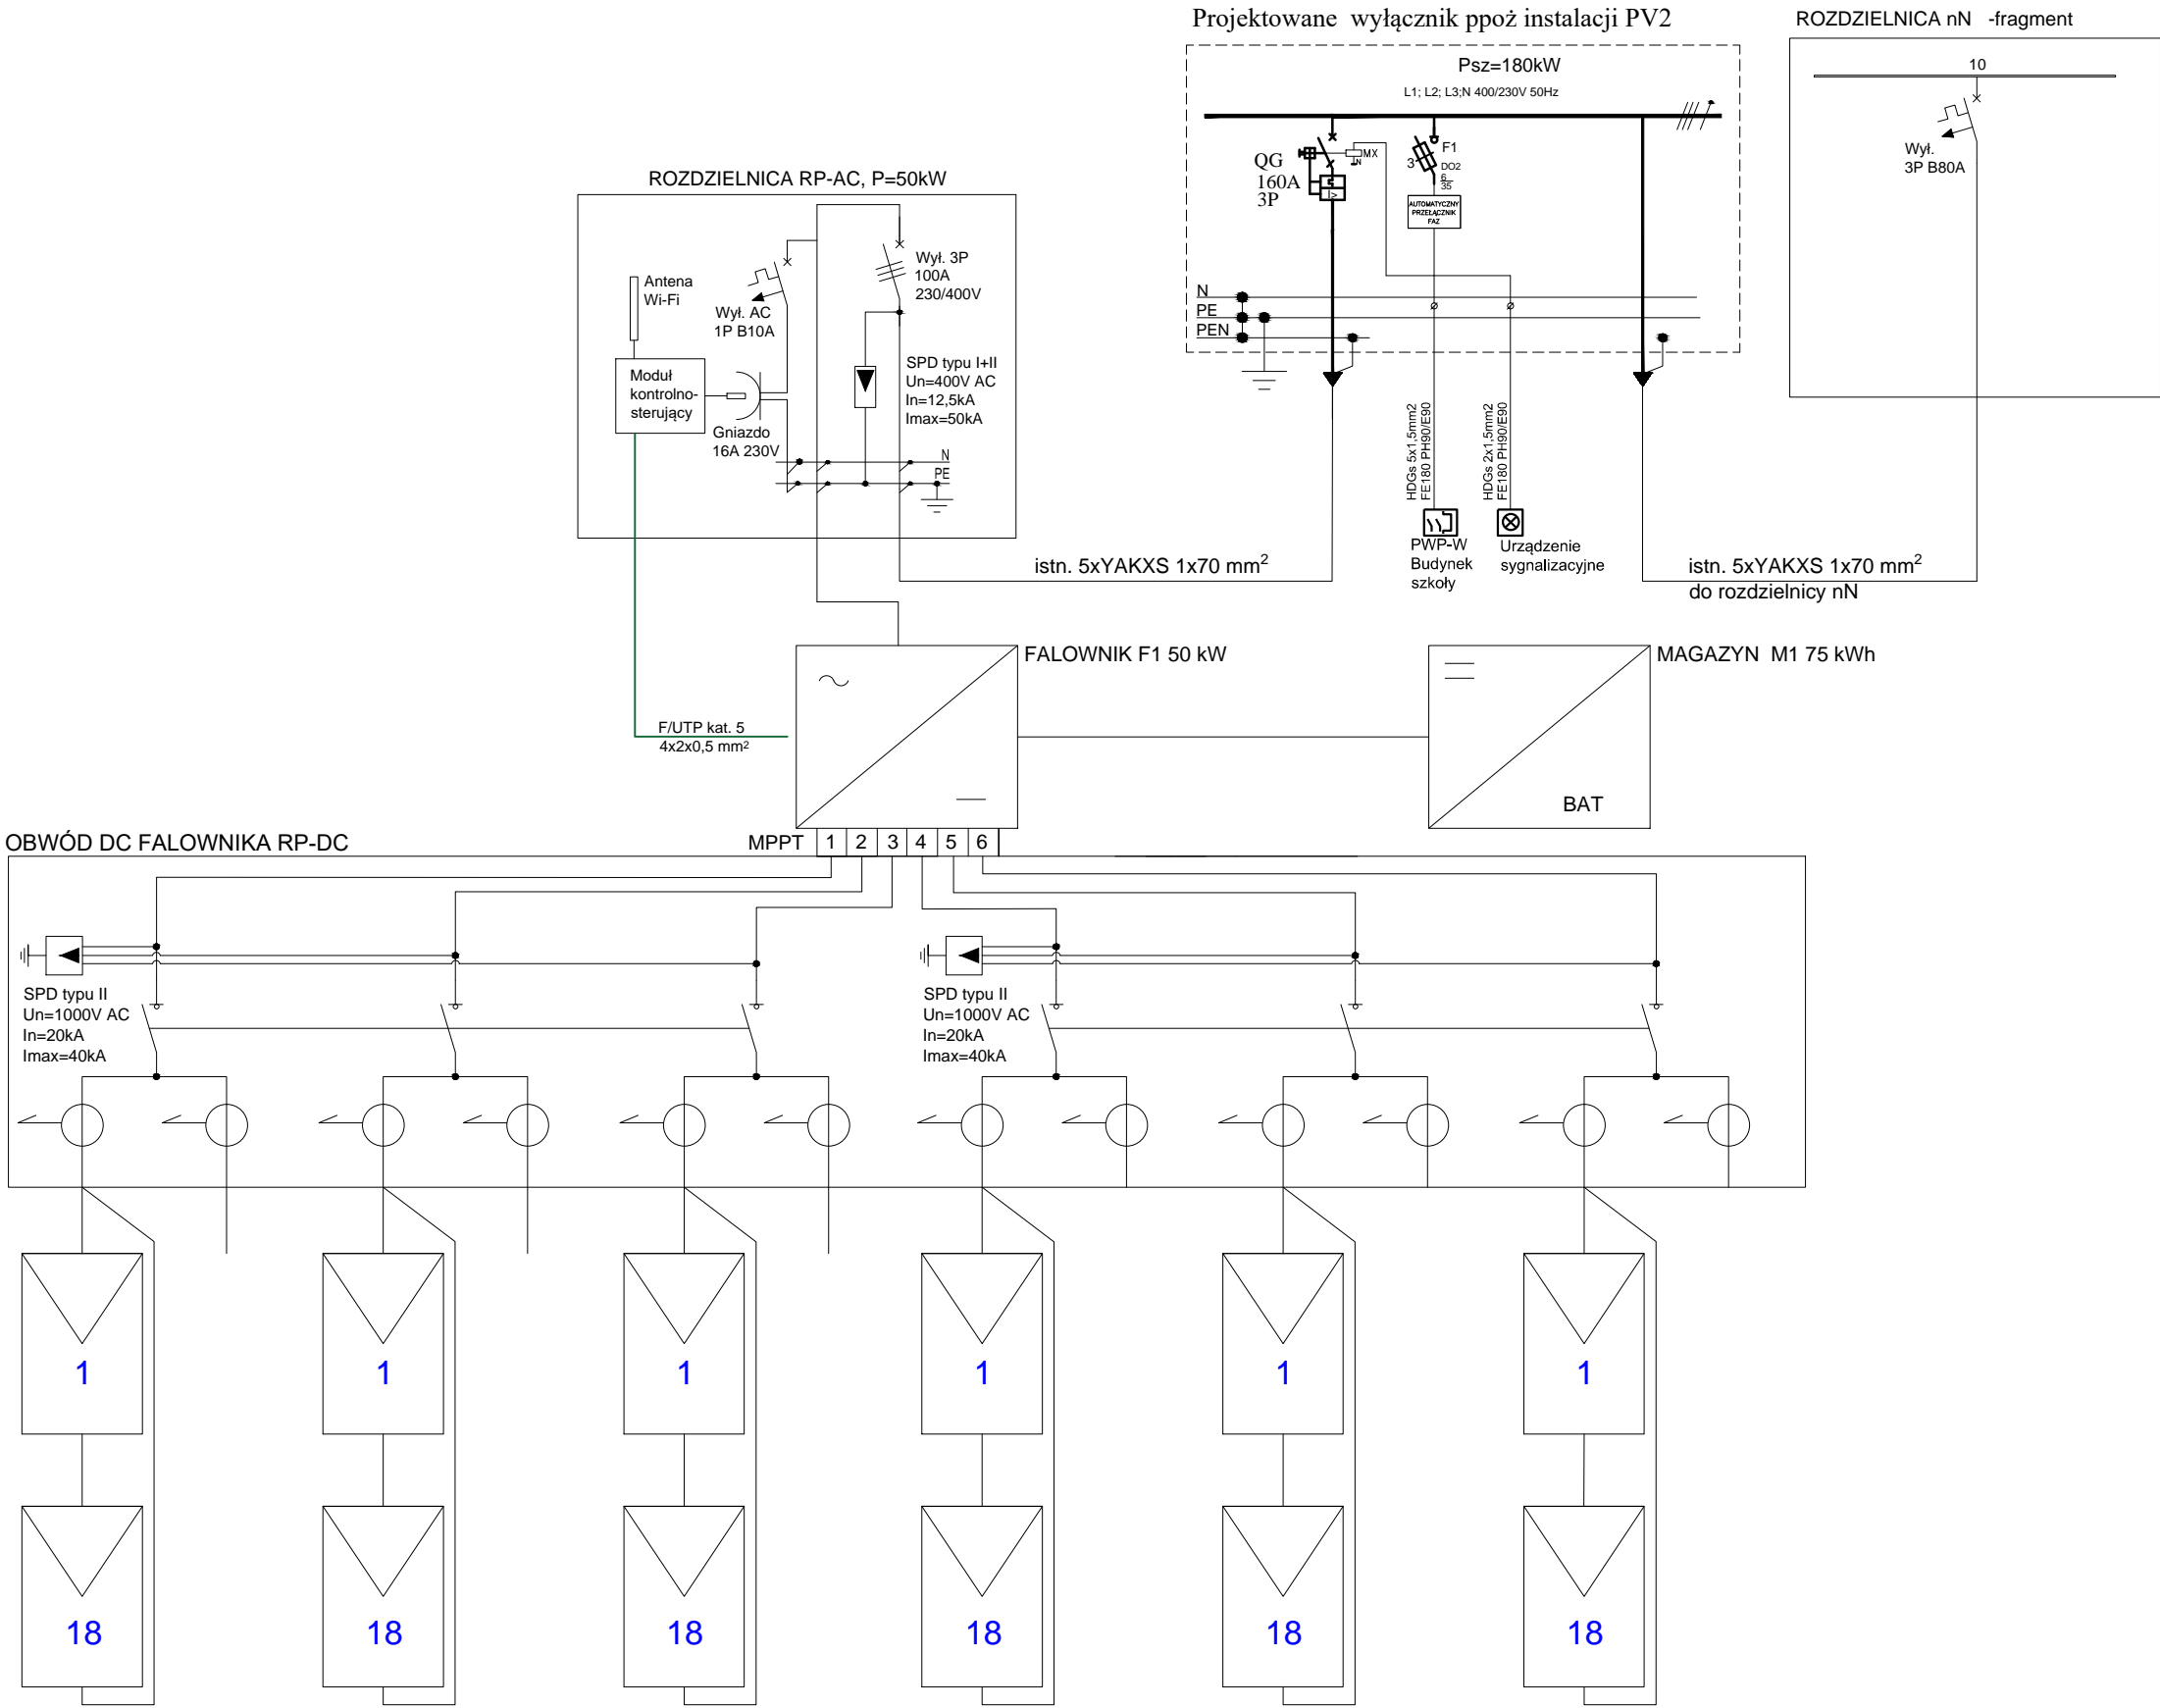 Projektowane wyłącznik ppoż instalacji PV2
ROZDZIELNICA nN -fragment
Psz=180kW
L1; L2; L3;N 400/230V 50Hz
10
Wył.
3P B80A
QG
160A
3P
MX
N
3
F1
DO2
6
35
AUTOMATYCZNY
PRZEŁĄCZNIK
FAZ
N
PE
PEN
HDGs 5x1,5mm2
FE180 PH90/E90
HDGs 2x1,5mm2
FE180 PH90/E90
PWP-W
Budynek
szkoły
Urządzenie
sygnalizacyjne
ROZDZIELNICA RP-AC, P=50kW
Antena
Wi-Fi
Wył. AC
1P B10A
Wył. 3P
100A
230/400V
Moduł
kontrolno-
sterujący
Gniazdo
16A 230V
SPD typu I+II
Un=400V AC
In=12,5kA
Imax=50kA
N
PE
istn. 5xYAKXS 1x70 mm²
istn. 5xYAKXS 1x70 mm²
do rozdzielnicy nN
FALOWNIK F1 50 kW
MAGAZYN M1 75 kWh
F/UTP kat. 5
4x2x0,5 mm²
BAT
OBWÓD DC FALOWNIKA RP-DC
MPPT 1 2 3 4 5 6
SPD typu II
Un=1000V AC
In=20kA
Imax=40kA
SPD typu II
Un=1000V AC
In=20kA
Imax=40kA
1 1 1 1 1 1
18 18 18 18 18 18